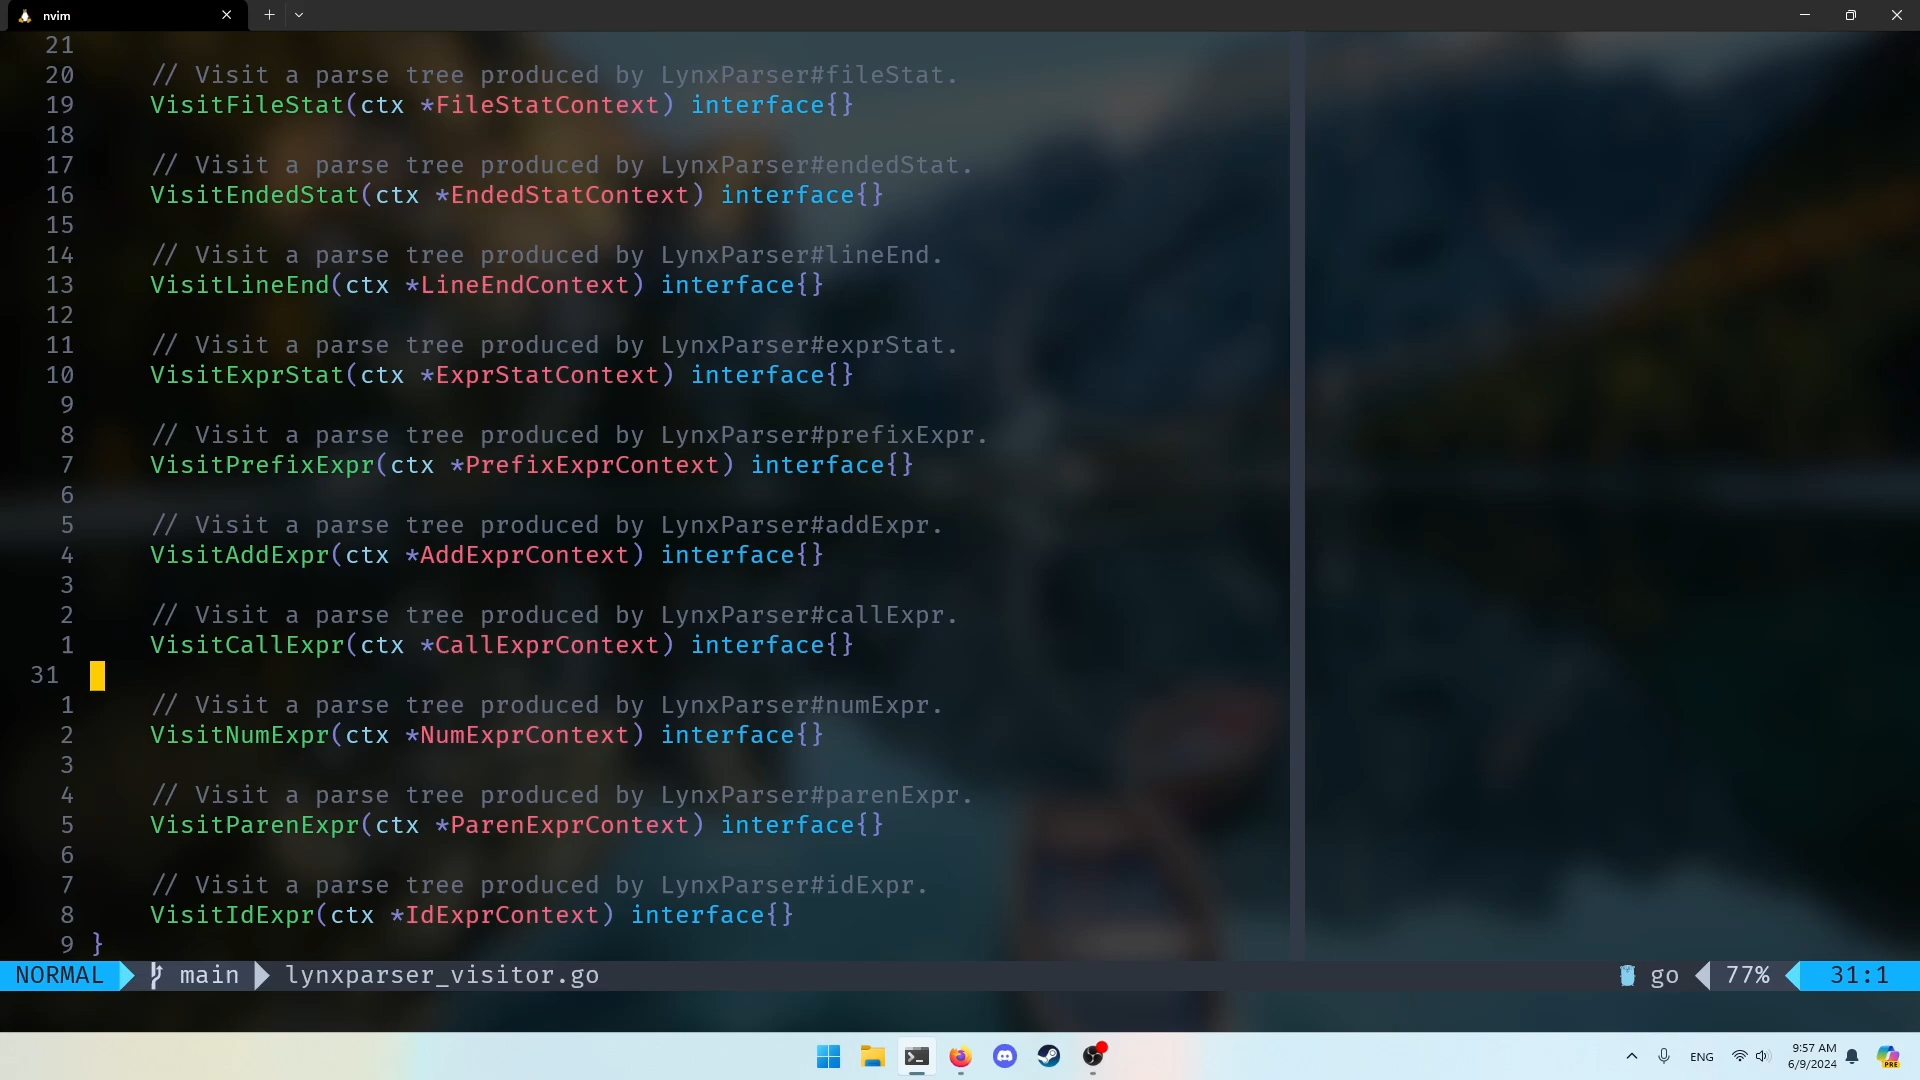 nvim
21
20 // Visit a parse tree produced by LynxParser#fileStat.
19 VisitFileStat(ctx *FileStatContext) interface{}
18
17 // Visit a parse tree produced by LynxParser#endedStat.
16 VisitEndedStat(ctx *EndedStatContext) interface{}
15
14 // Visit a parse tree produced by LynxParser#lineEnd.
13 VisitLineEnd(ctx *LineEndContext) interface{}
12
11 // Visit a parse tree produced by LynxParser#exprStat.
10 VisitExprStat(ctx *ExprStatContext) interface{}
9
8 // Visit a parse tree produced by LynxParser#prefixExpr.
7 VisitPrefixExpr(ctx *PrefixExprContext) interface{}
6
5 // Visit a parse tree produced by LynxParser#addExpr.
4 VisitAddExpr(ctx *AddExprContext) interface{}
3
2 // Visit a parse tree produced by LynxParser#callExpr.
1 VisitCallExpr(ctx *CallExprContext) interface{}
31
1 // Visit a parse tree produced by LynxParser#numExpr.
2 VisitNumExpr(ctx *NumExprContext) interface{}
3
4 // Visit a parse tree produced by LynxParser#parenExpr.
5 VisitParenExpr(ctx *ParenExprContext) interface{}
6
7 // Visit a parse tree produced by LynxParser#idExpr.
8 VisitIdExpr(ctx *IdExprContext) interface{}
9 }
NORMAL main lynxparser_visitor.go go 77% 31:1
ENG 9:57 AM
6/9/2024
PRE